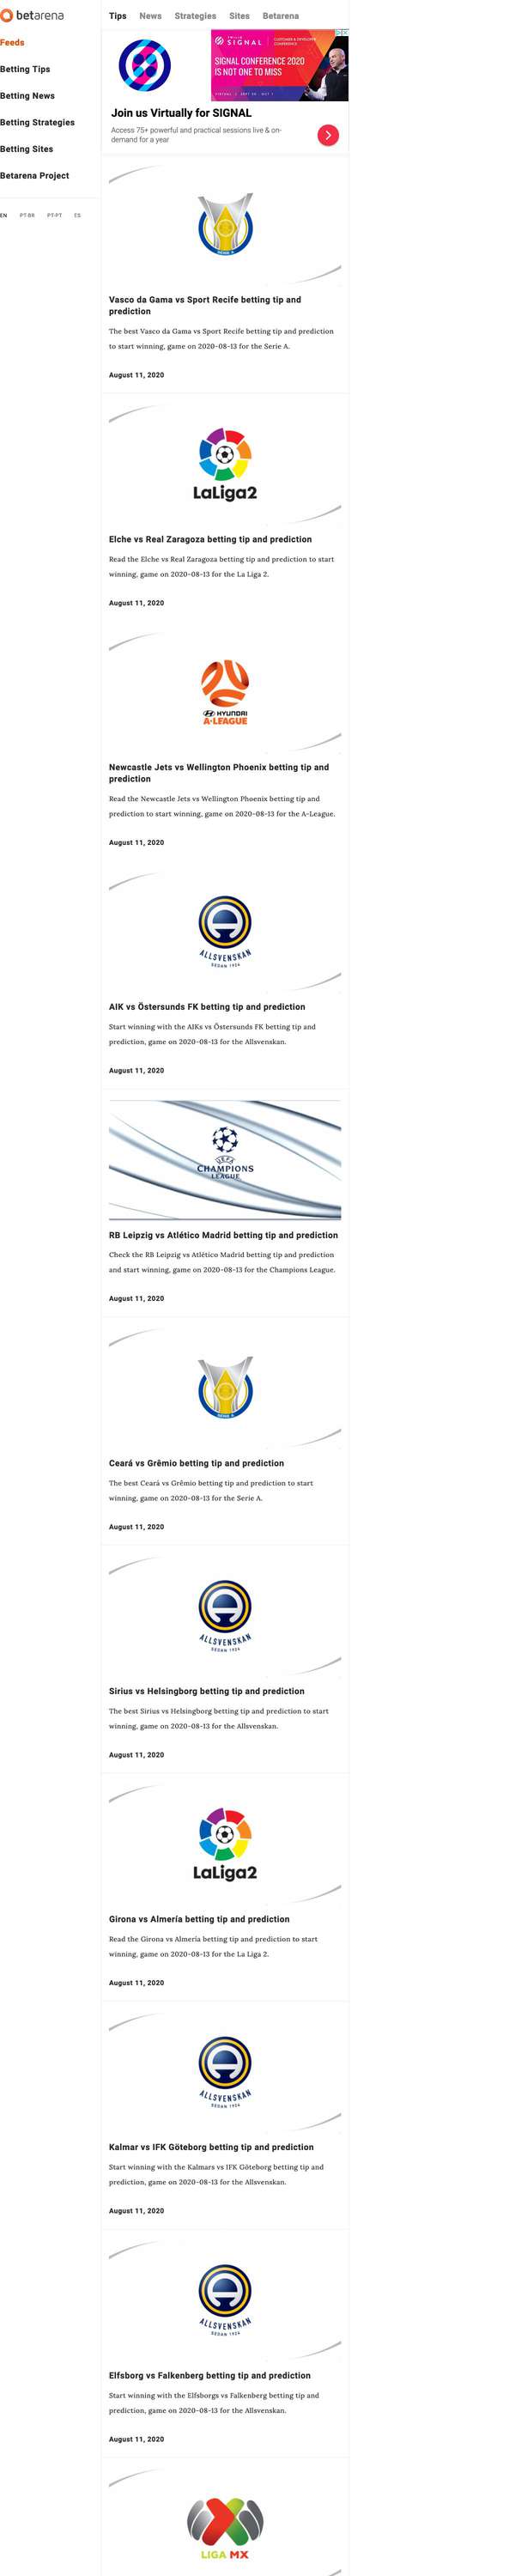 betarena
Feeds
Betting Tips
Betting News
Betting Strategies
Betting Sites
Betarena Project
EN PT-BR PT-PT ES
Tips News Strategies Sites Betarena
SIGNAL
SIGNAL CONFERENCE 2020
IS NOT ONE TO MISS
Join us Virtually for SIGNAL
Access 75+ powerful and practical sessions live & on-
demand for a year
Vasco da Gama vs Sport Recife betting tip and
prediction
The best Vasco da Gama vs Sport Recife betting tip and prediction
to start winning, game on 2020-08-13 for the Serie A.
August 11, 2020
LaLiga2
Elche vs Real Zaragoza betting tip and prediction
Read the Elche vs Real Zaragoza betting tip and prediction to start
winning, game on 2020-08-13 for the La Liga 2.
August 11, 2020
HYUNDAI
A-LEAGUE
Newcastle Jets vs Wellington Phoenix betting tip and
prediction
Read the Newcastle Jets vs Wellington Phoenix betting tip and
prediction to start winning, game on 2020-08-13 for the A-League.
August 11, 2020
ALLSVENSKAN
SEDAN 1924
AIK vs Östersunds FK betting tip and prediction
Start winning with the AIKs vs Östersunds FK betting tip and
prediction, game on 2020-08-13 for the Allsvenskan.
August 11, 2020
UEFA
CHAMPIONS
LEAGUE
RB Leipzig vs Atlético Madrid betting tip and prediction
Check the RB Leipzig vs Atlético Madrid betting tip and prediction
and start winning, game on 2020-08-13 for the Champions League.
August 11, 2020
Ceará vs Grêmio betting tip and prediction
The best Ceará vs Grêmio betting tip and prediction to start
winning, game on 2020-08-13 for the Serie A.
August 11, 2020
ALLSVENSKAN
SEDAN 1924
Sirius vs Helsingborg betting tip and prediction
The best Sirius vs Helsingborg betting tip and prediction to start
winning, game on 2020-08-13 for the Allsvenskan.
August 11, 2020
LaLiga2
Girona vs Almería betting tip and prediction
Read the Girona vs Almería betting tip and prediction to start
winning, game on 2020-08-13 for the La Liga 2.
August 11, 2020
ALLSVENSKAN
SEDAN 1924
Kalmar vs IFK Göteborg betting tip and prediction
Start winning with the Kalmars vs IFK Göteborg betting tip and
prediction, game on 2020-08-13 for the Allsvenskan.
August 11, 2020
ALLSVENSKAN
SEDAN 1924
Elfsborg vs Falkenberg betting tip and prediction
Start winning with the Elfsborgs vs Falkenberg betting tip and
prediction, game on 2020-08-13 for the Allsvenskan.
August 11, 2020
LIGA MX